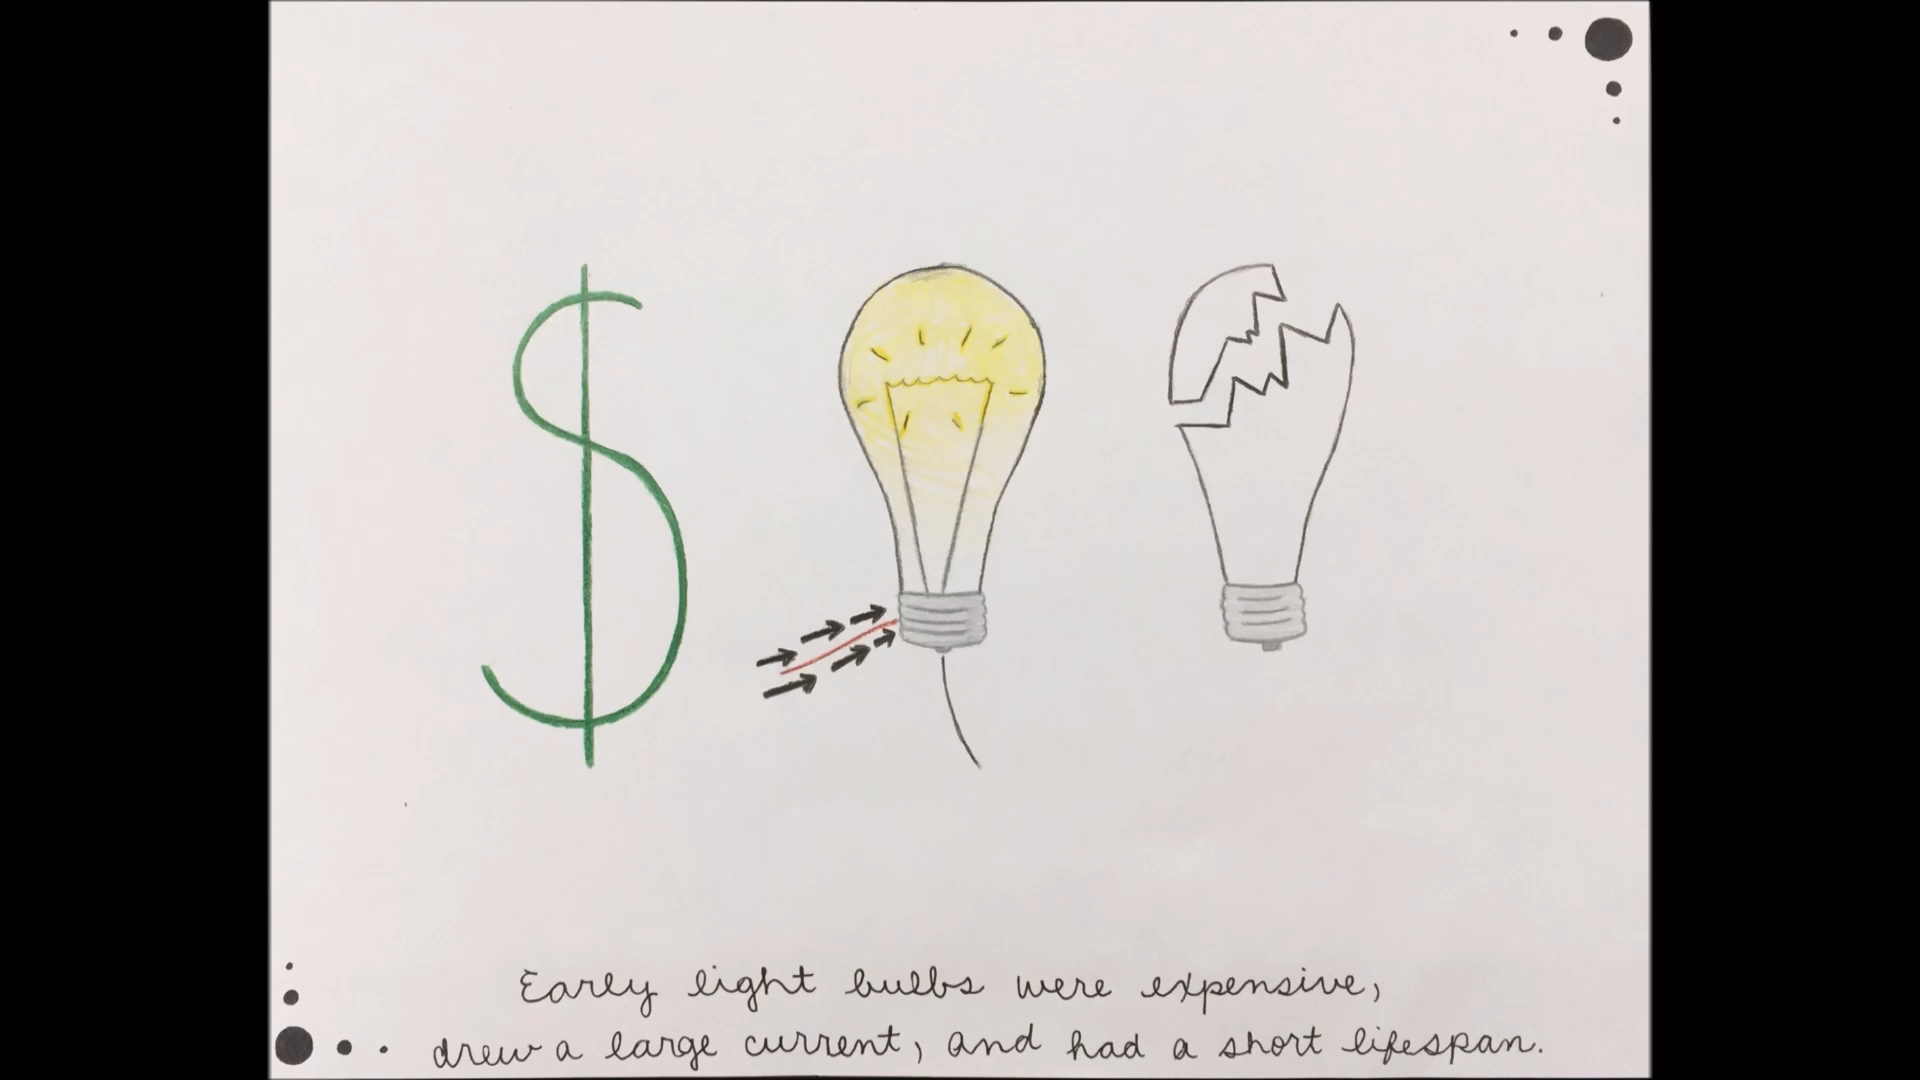 $
Early light bulbs were expensive,
drew a large current, and had a short lifespan.